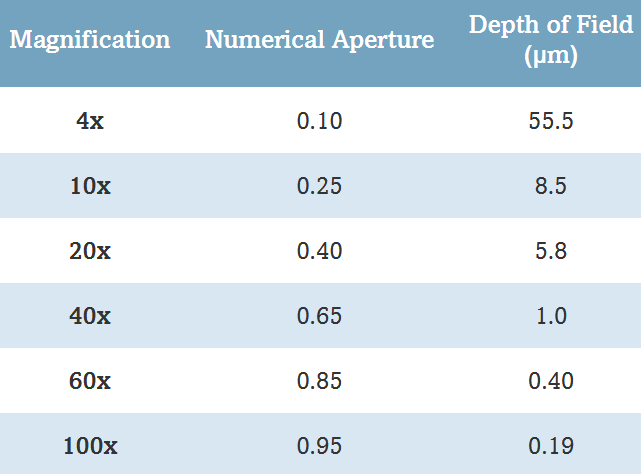 Magnification Numerical Aperture Depth of Field
(μm)
4x 0.10 55.5
10x 0.25 8.5
20x 0.40 5.8
40x 0.65 1.0
60x 0.85 0.40
100x 0.95 0.19